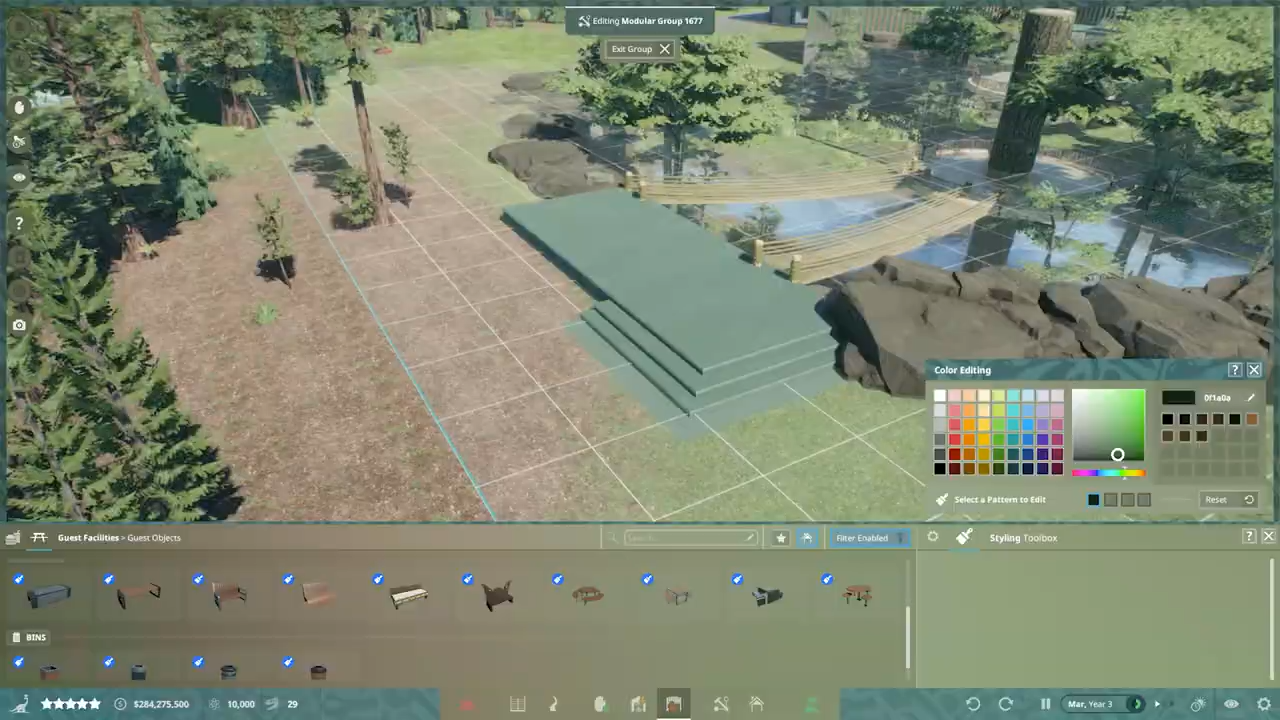 Editing Modular Group 1677
Exit Group
?
Color Editing
?
0f1a0a
Select a Pattern to Edit
Reset
Guest Facilities > Guest Objects
Search...
Filter Enabled
Styling Toolbox
?
BINS
$284,275,500
10,000
29
Mar, Year 3